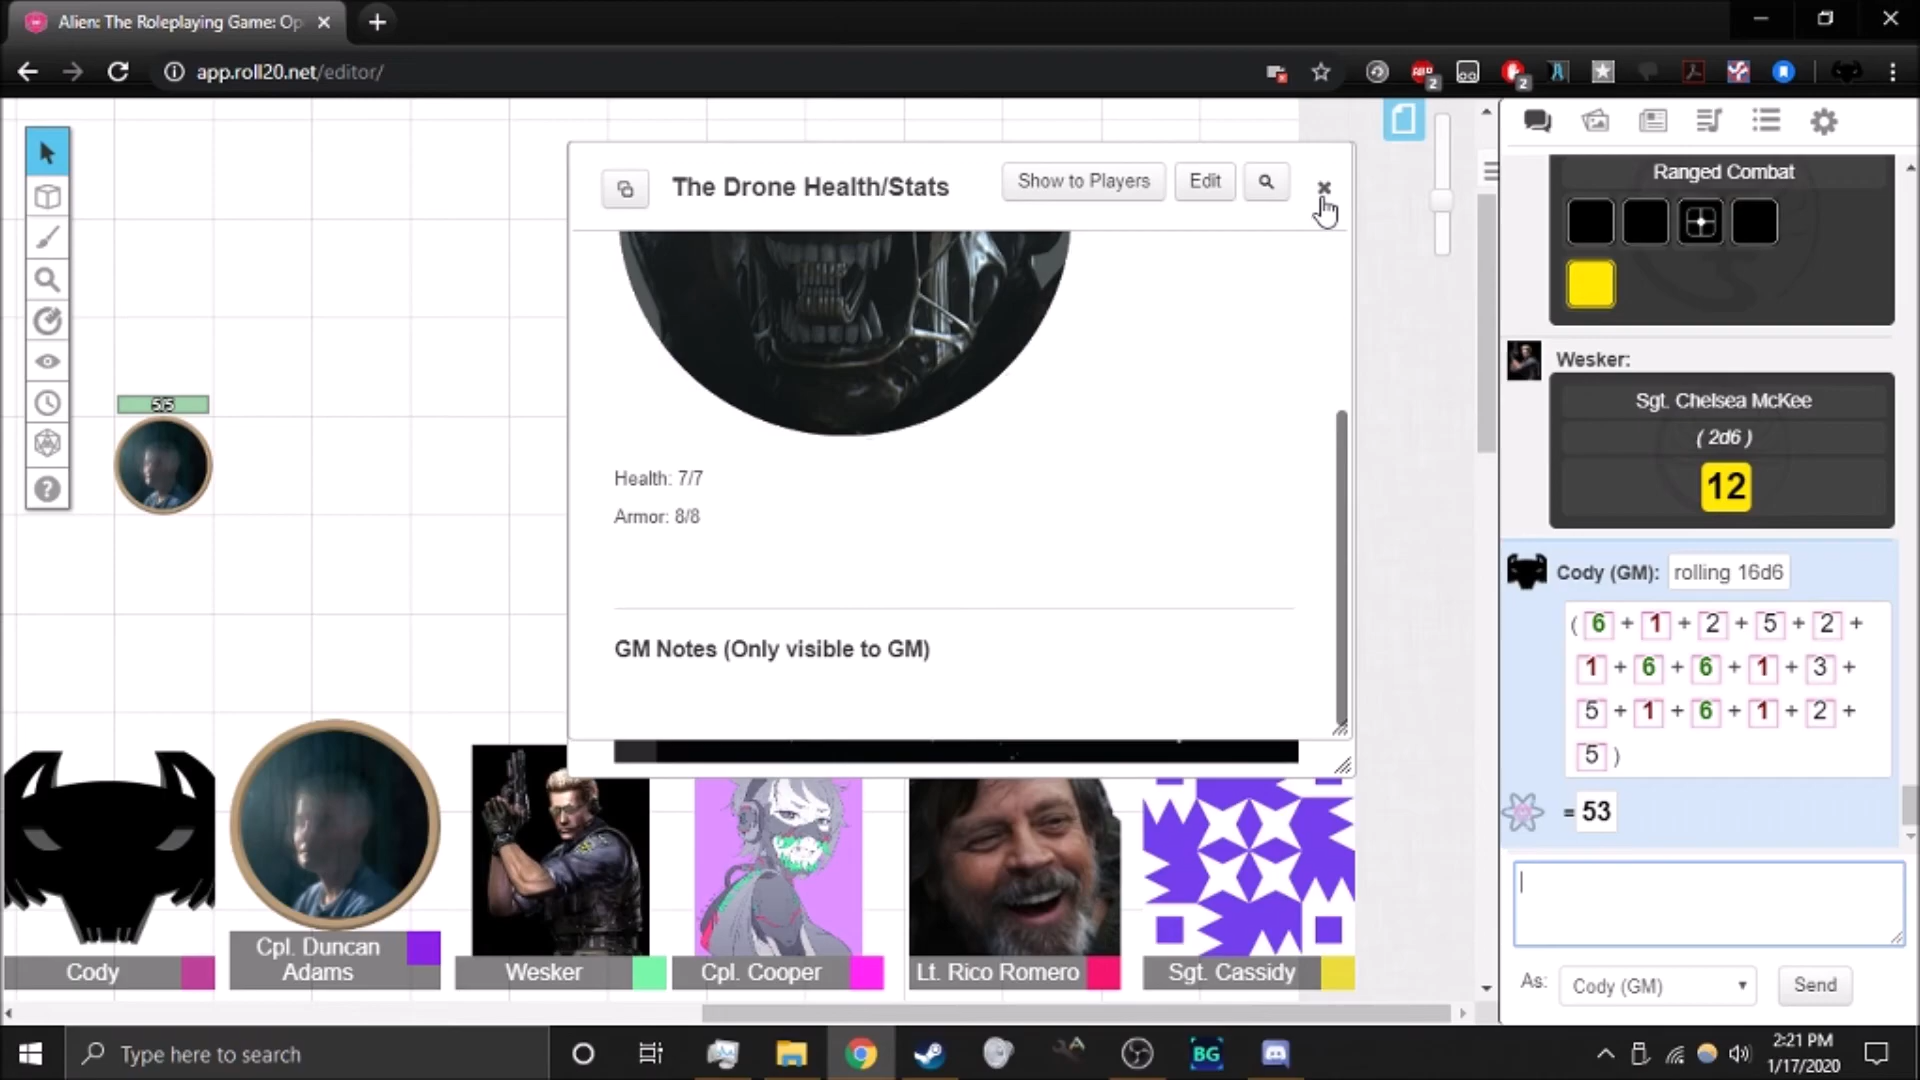 Alien: The Roleplaying Game: Op
app.roll20.net/editor/
2
2
The Drone Health/Stats
Show to Players
Edit
5/5
Health: 7/7
Armor: 8/8
GM Notes (Only visible to GM)
Ranged Combat
Wesker:
Sgt. Chelsea McKee
( 2d6 )
12
Cody (GM): rolling 16d6
( 6 + 1 + 2 + 5 + 2 +
1 + 6 + 6 + 1 + 3 +
5 + 1 + 6 + 1 + 2 +
5 )
= 53
As: Cody (GM)
Send
Cody
Cpl. Duncan
Adams
Wesker
Cpl. Cooper
Lt. Rico Romero
Sgt. Cassidy
Type here to search
BG
2:21 PM
1/17/2020